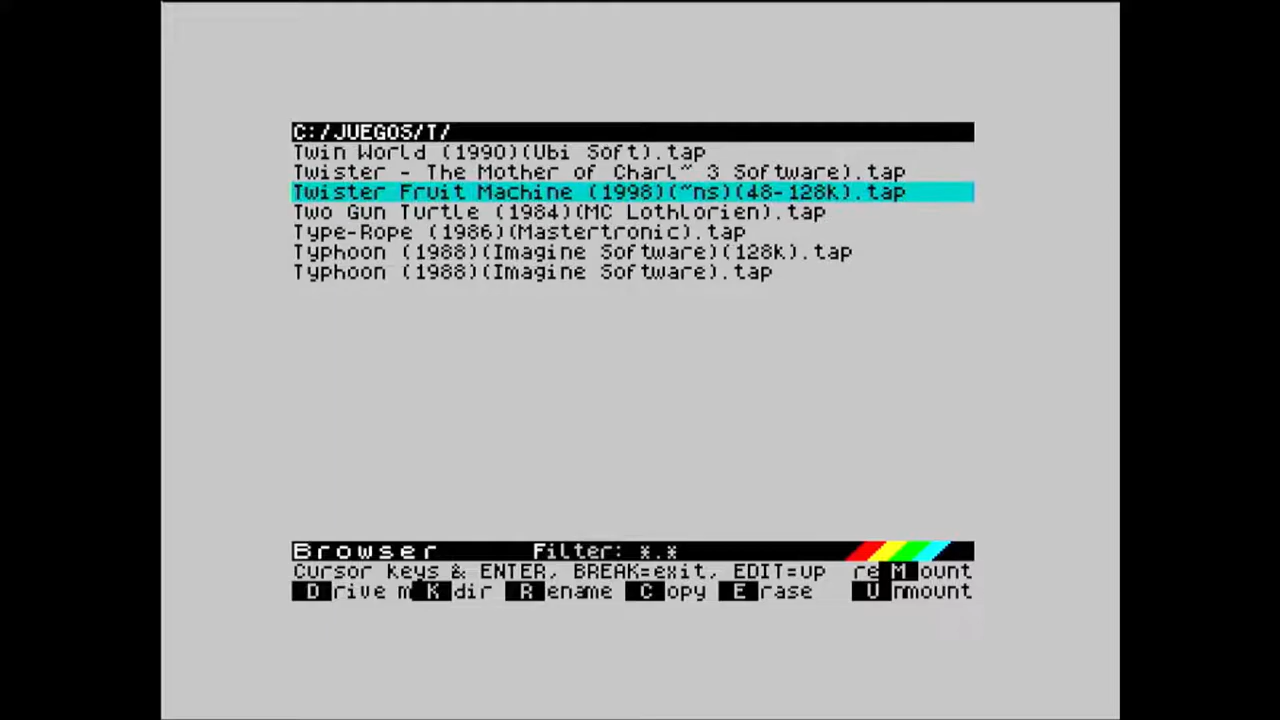 C:/JUEGOS/T/
Twin World (1990)(Ubi Soft).tap
Twister - The Mother of Charl~ 3 Software).tap
Twister Fruit Machine (1998)(~ns)(48-128k).tap
Two Gun Turtle (1984)(MC Lothlorien).tap
Type-Rope (1986)(Mastertronic).tap
Typhoon (1988)(Imagine Software)(128K).tap
Typhoon (1988)(Imagine Software).tap
Browser Filter: *.*
Cursor keys & ENTER, BREAK=exit, EDIT=up reMount
Drive mKdir Rename Copy Erase Unmount